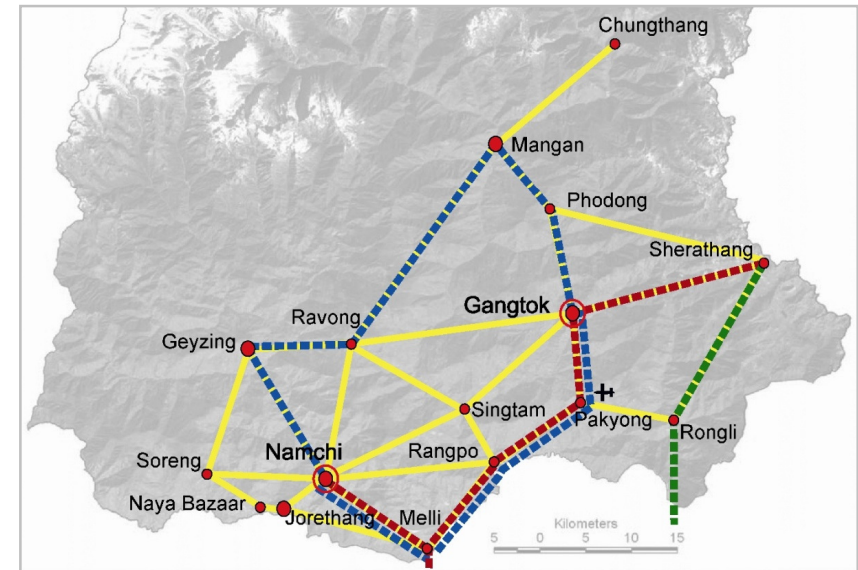 Chungthang
Mangan
Phodong
Sherathang
Gangtok
Ravong
Geyzing
Singtam
Pakyong
Rongli
Namchi
Rangpo
Soreng
Naya Bazaar
Jorethang
Melli
Kilometers
5 0 5 10 15